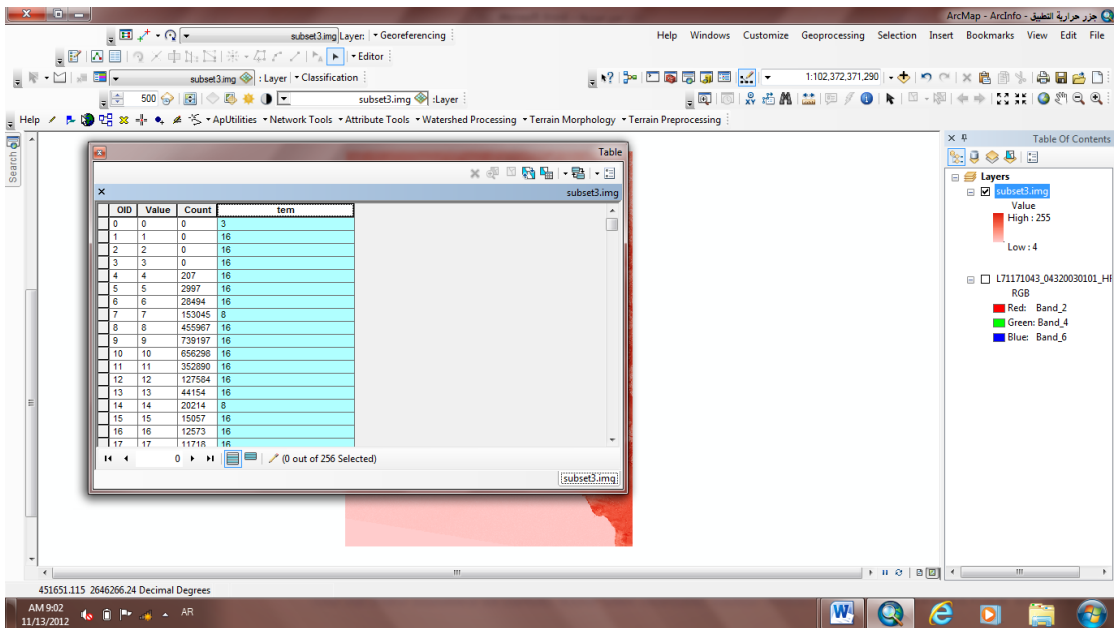 جزر حرارية التطبيق - ArcMap - ArcInfo
File Edit View Bookmarks Insert Selection Geoprocessing Customize Windows Help
Georeferencing Layer: subset3.img
Editor
1:102,372,371,290
Classification Layer : subset3.img
Layer: subset3.img 500
Terrain Preprocessing Terrain Morphology Watershed Processing Attribute Tools Network Tools ApUtilities Help
Search
Table
subset3.img
OID Value Count tem
0 0 0 3
1 1 0 16
2 2 0 16
3 3 0 16
4 4 207 16
5 5 2997 16
6 6 28494 16
7 7 153045 8
8 8 455967 16
9 9 739197 16
10 10 656298 16
11 11 352890 16
12 12 127584 16
13 13 44154 16
14 14 20214 8
15 15 15057 16
16 16 12573 16
17 17 11718 16
0 (0 out of 256 Selected)
subset3.img
Table Of Contents
Layers
subset3.img
Value
High : 255
Low : 4
L71171043_04320030101_HF
RGB
Red: Band_2
Green: Band_4
Blue: Band_6
451651.115 2646266.24 Decimal Degrees
AM 9:02
11/13/2012
AR